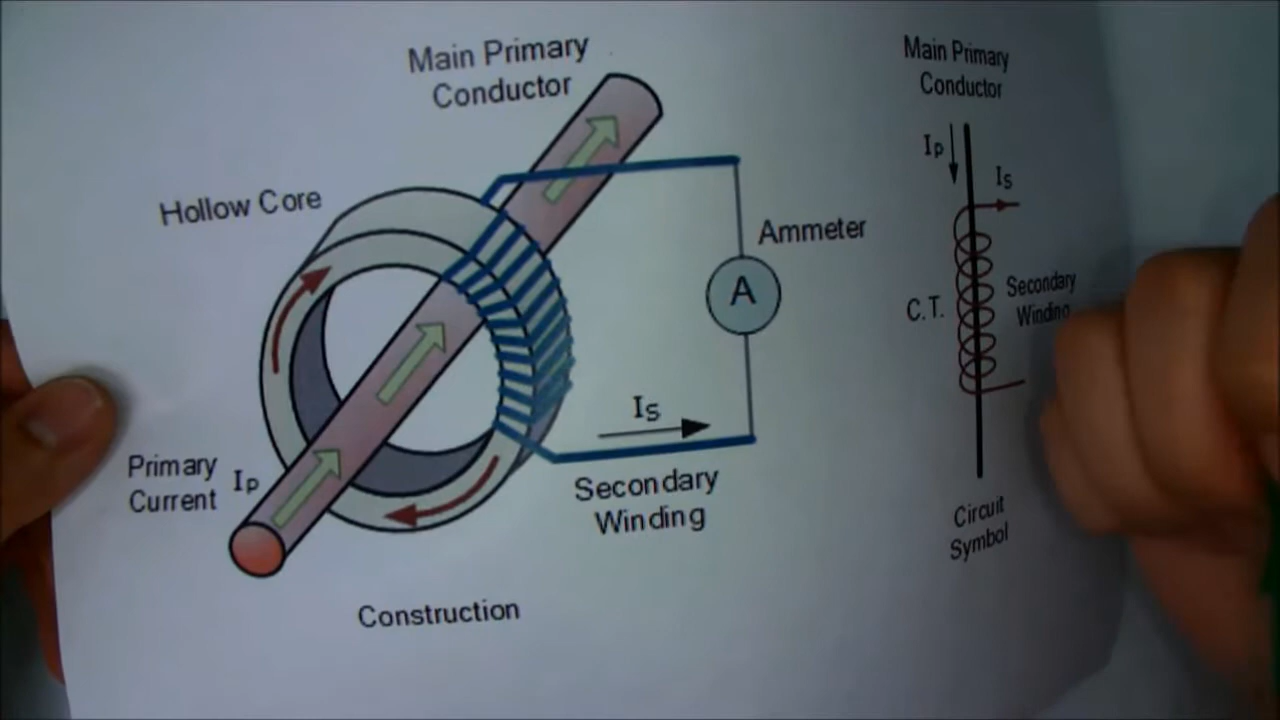 Main Primary
Conductor
Hollow Core
Ammeter
A
Primary
Current
Ip
Is
Secondary
Winding
Construction
Main Primary
Conductor
Ip
Is
C.T.
Secondary
Winding
Circuit
Symbol